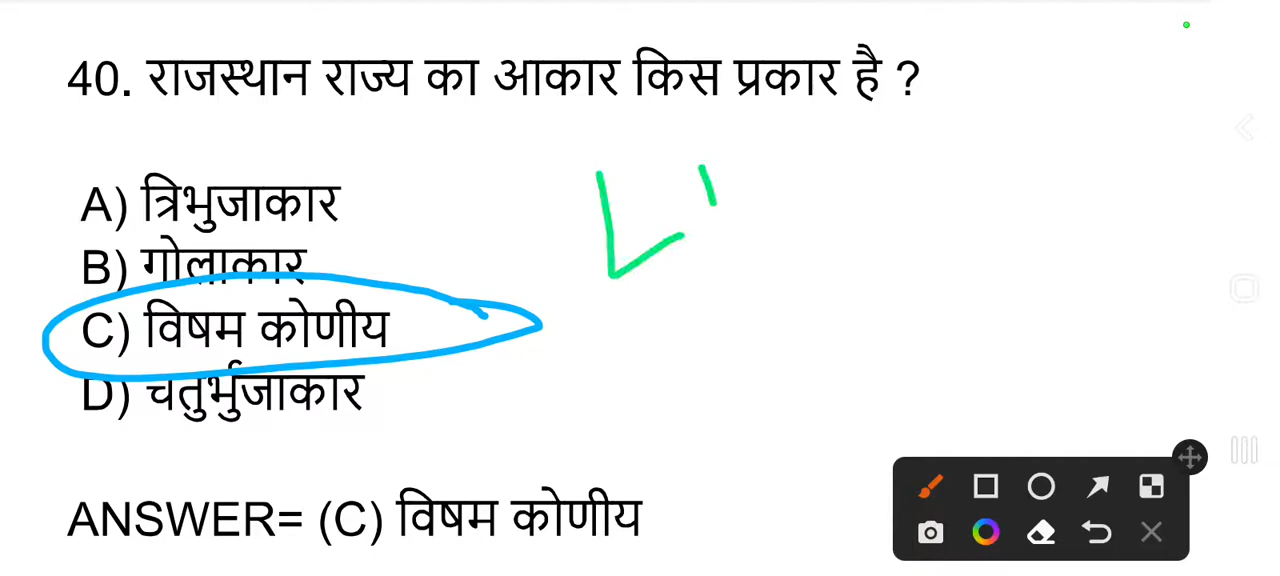 40. राजस्थान राज्य का आकार किस प्रकार है ?
A) त्रिभुजाकार
B) गोलाकार
C) विषम कोणीय
D) चतुर्भुजाकार
ANSWER= (C) विषम कोणीय